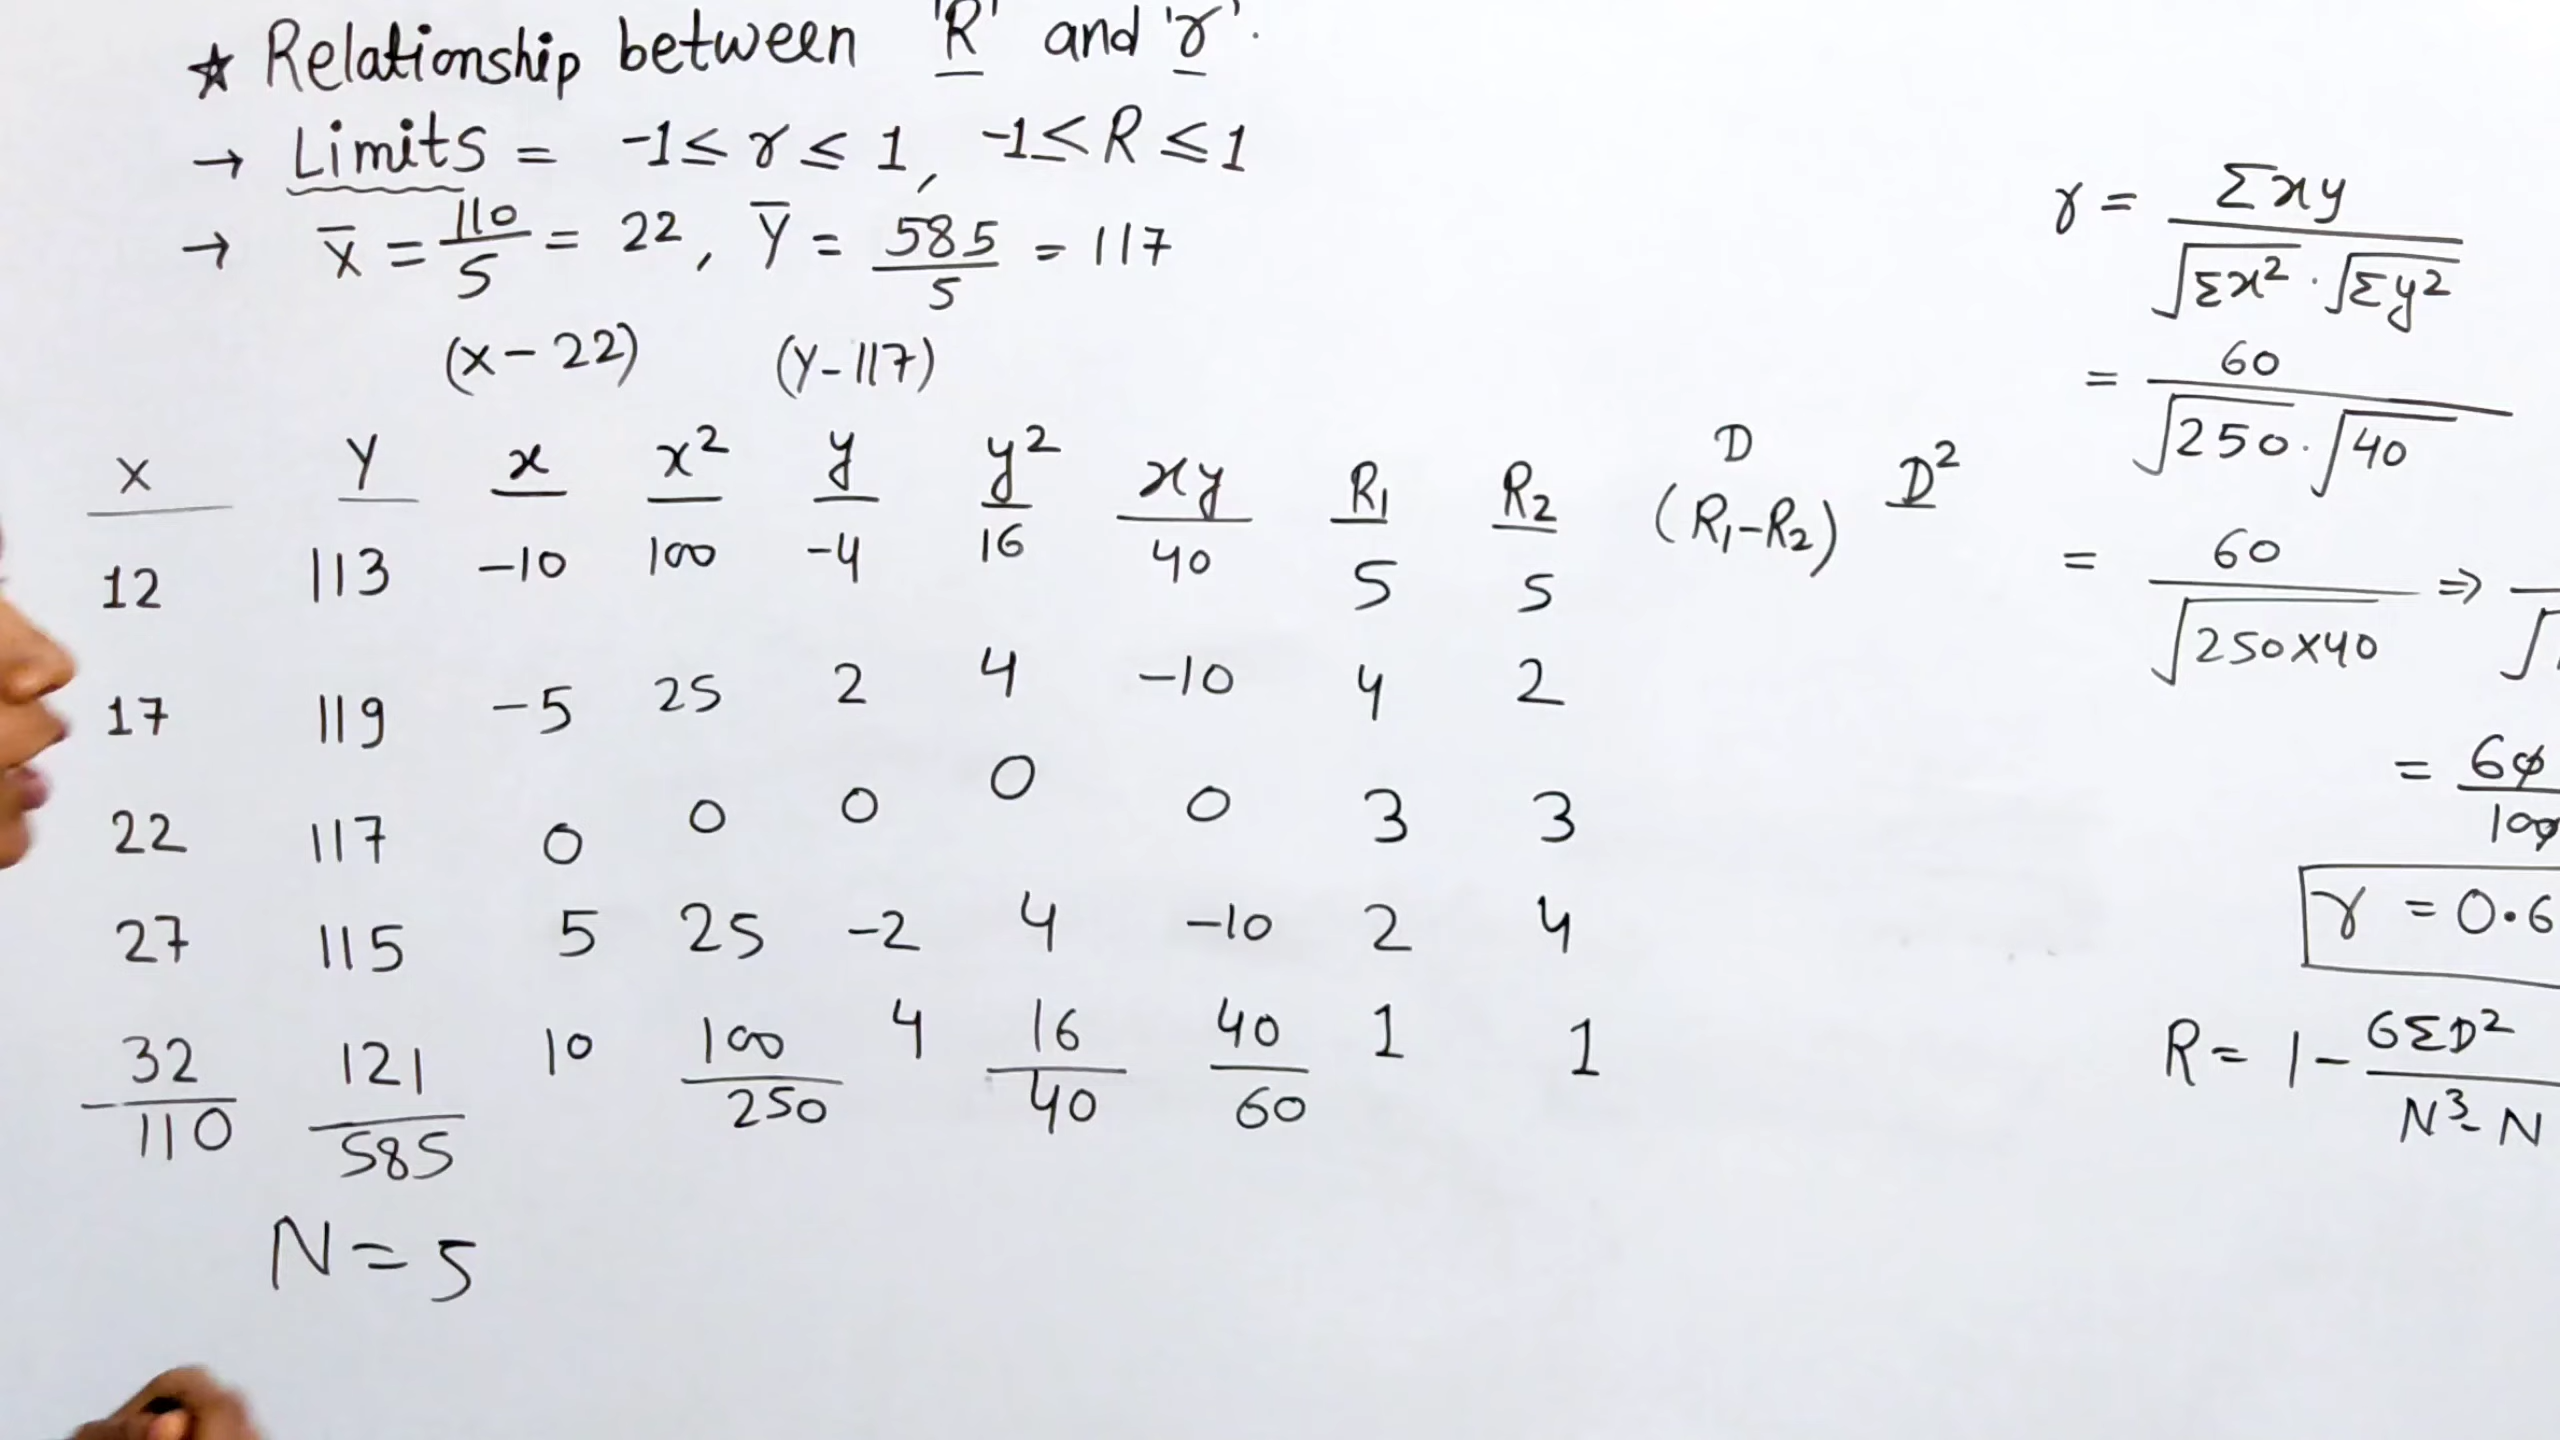 ★ Relationship between 'R' and 'r'.
→ Limits = -1 ≤ r ≤ 1, -1 ≤ R ≤ 1
→ X̅ = 110/5 = 22, Y̅ = 585/5 = 117
(X-22) (Y-117)
X Y x x² y y² xy R₁ R₂ D (R₁-R₂) D²
12 113 -10 100 -4 16 40 5 5
17 119 -5 25 2 4 -10 4 2
22 117 0 0 0 0 0 3 3
27 115 5 25 -2 4 -10 2 4
32 121 10 100 4 16 40 1 1
110 585 250 40 60
N = 5
r = Σxy / √Σx² · √Σy²
= 60 / √250 · √40
= 60 / √250×40 ⇒
= 60 / 100
r = 0.6
R = 1 - 6ΣD² / N³-N